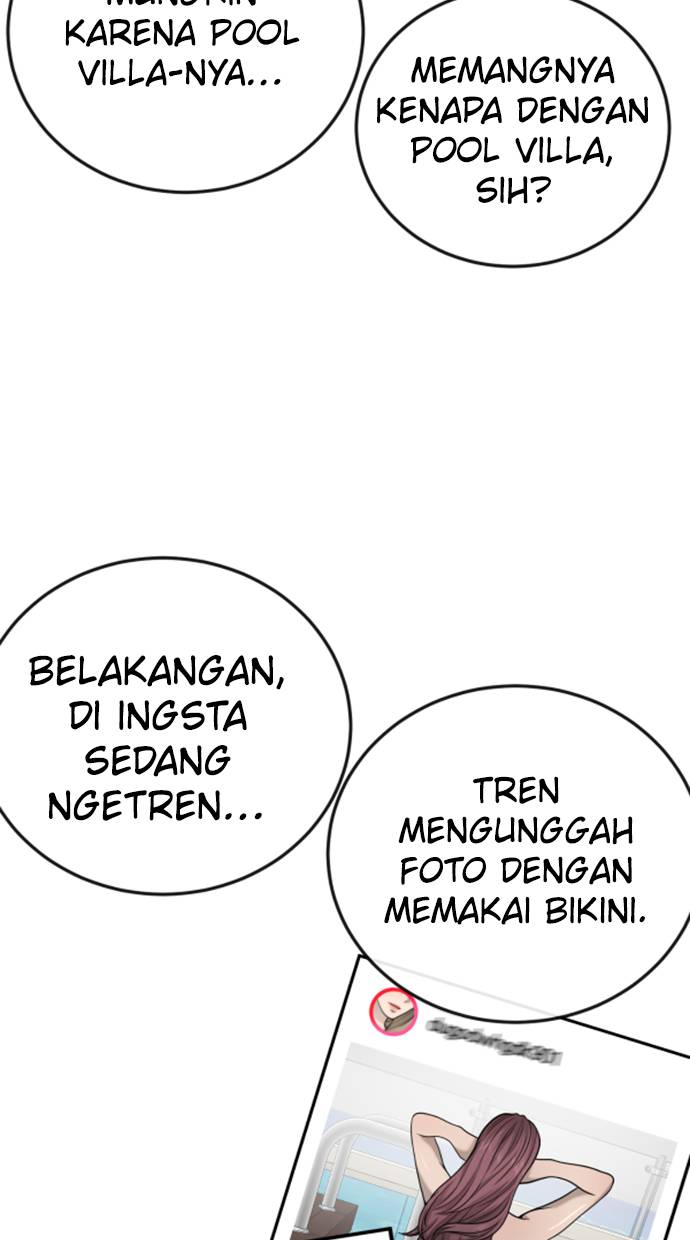 MUNGKIN
KARENA POOL
VILLA-NYA...
MEMANGNYA
KENAPA DENGAN
POOL VILLA,
SIH?
BELAKANGAN,
DI INGSTA
SEDANG
NGETREN...
TREN
MENGUNGGAH
FOTO DENGAN
MEMAKAI BIKINI.